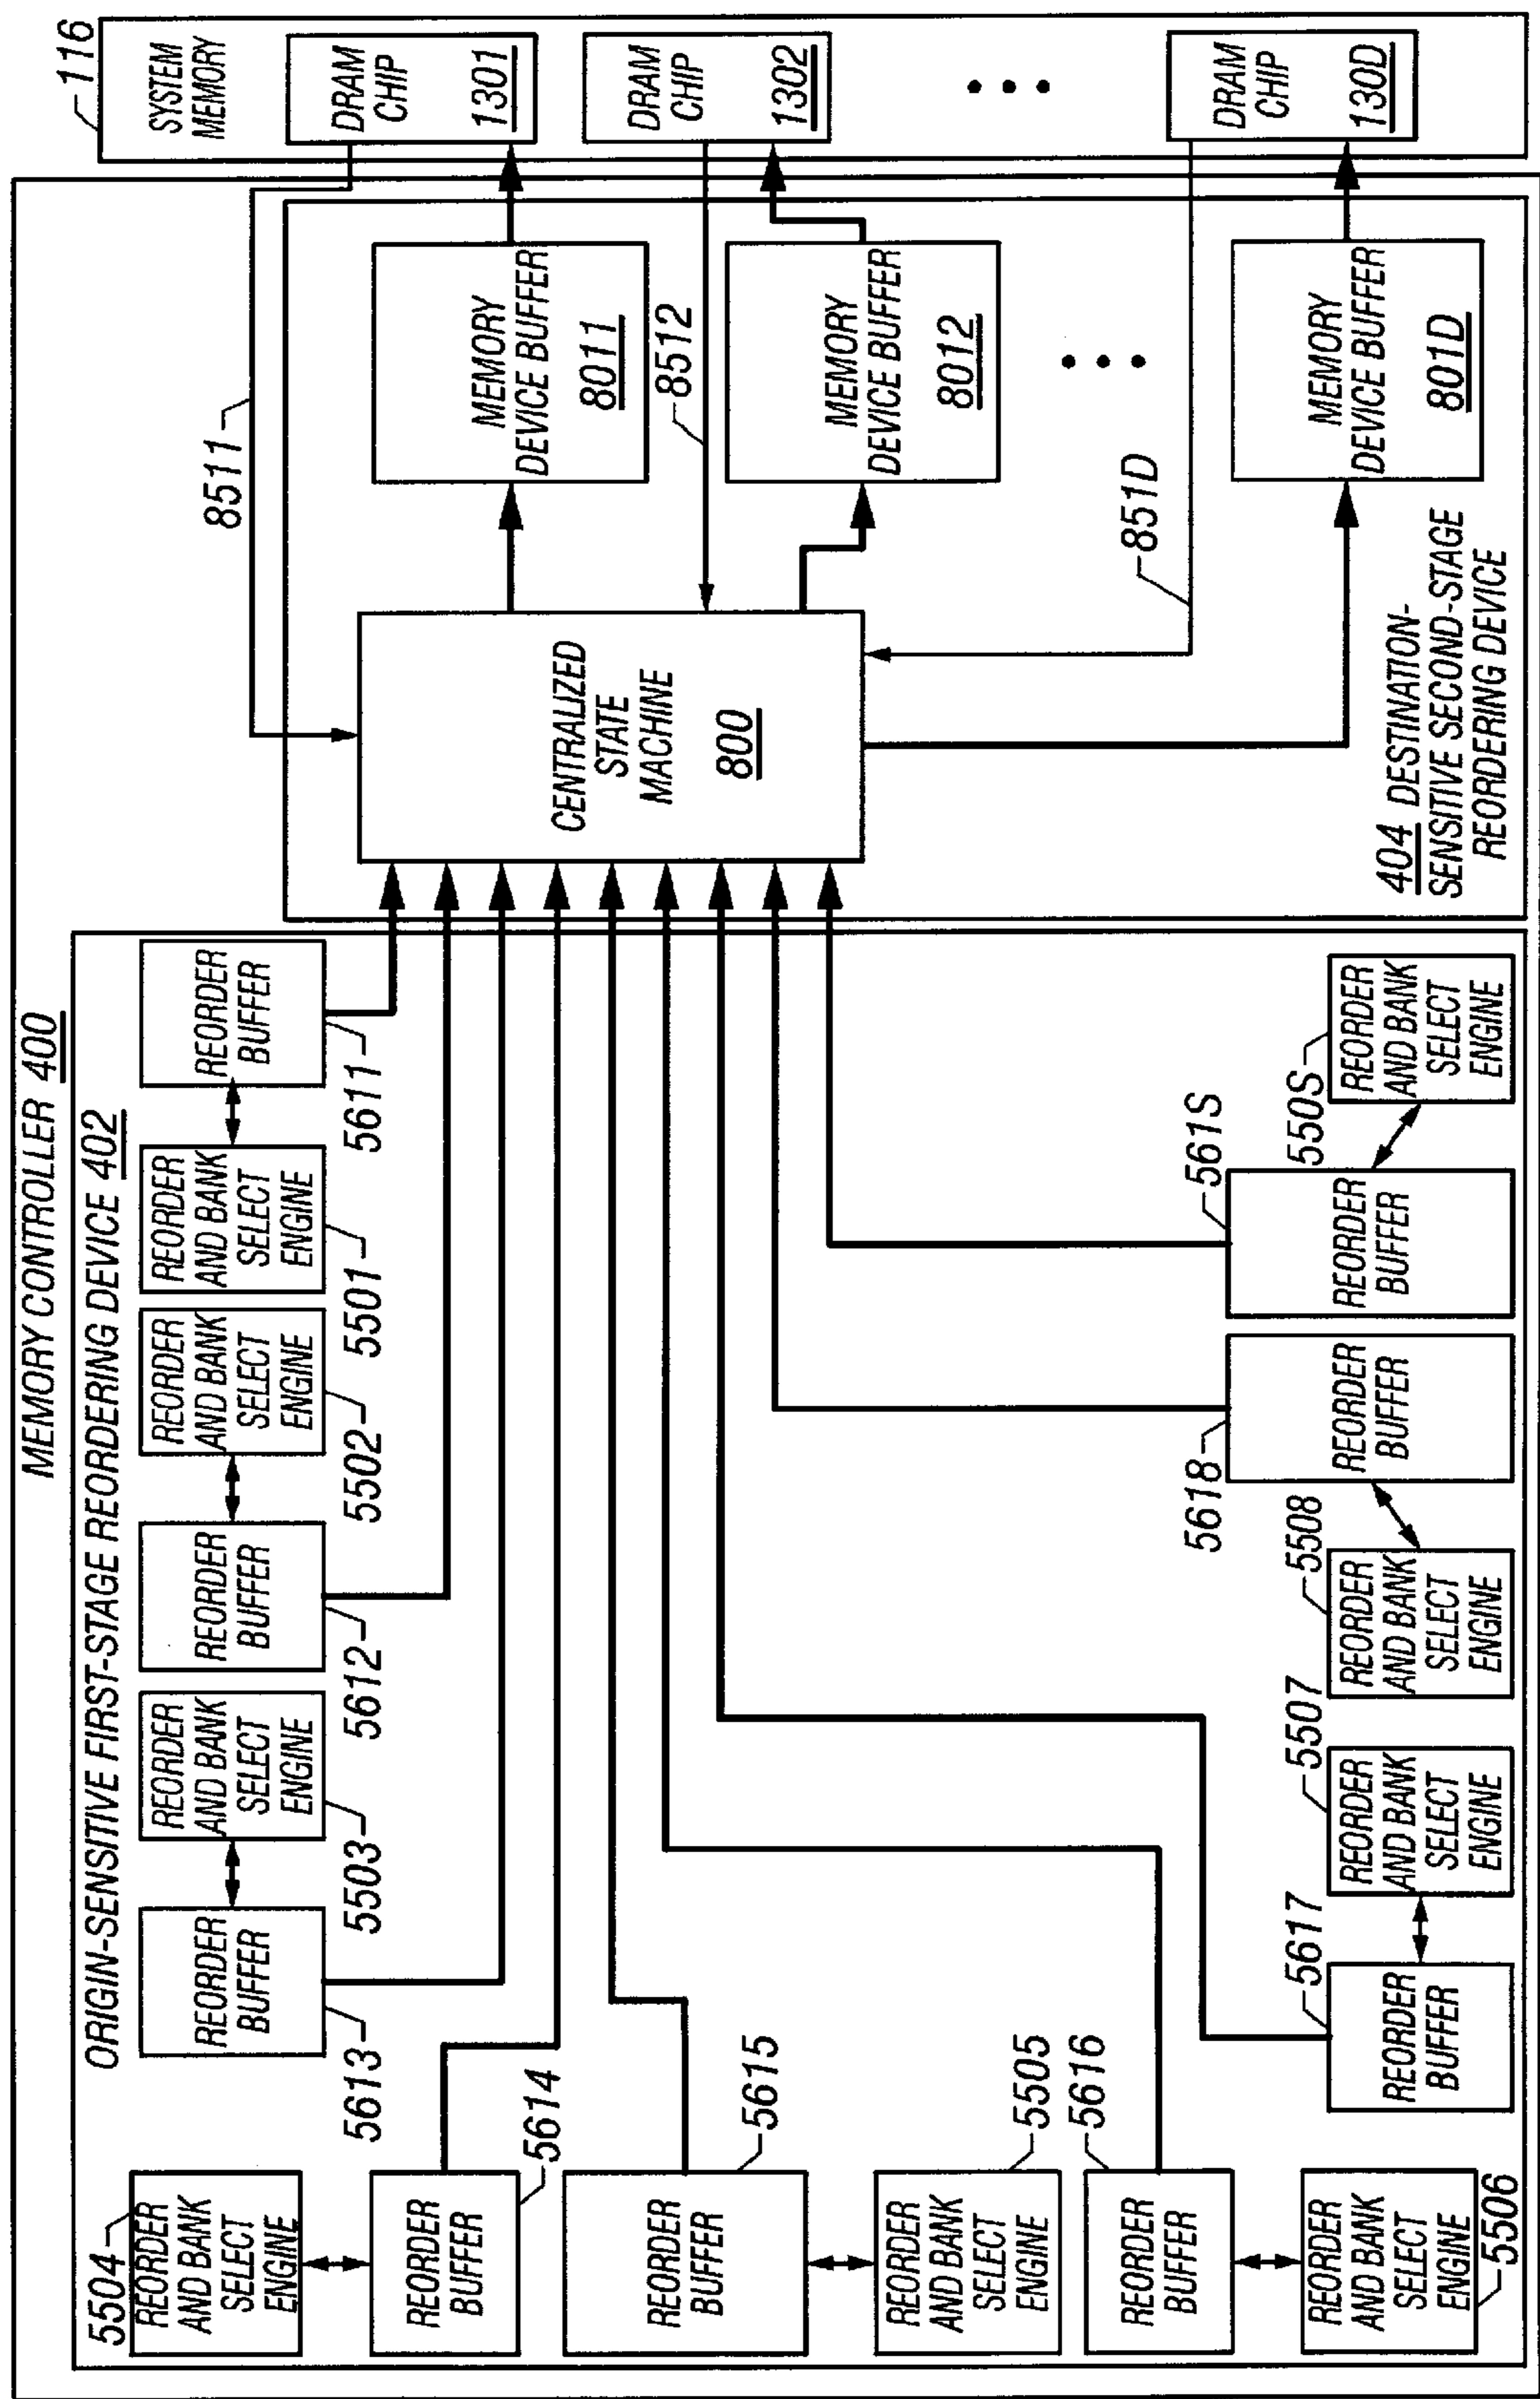 MEMORY CONTROLLER 400
ORIGIN-SENSITIVE FIRST-STAGE REORDERING DEVICE 402
5504
REORDER
AND BANK
SELECT
ENGINE
REORDER
BUFFER
5614
REORDER
BUFFER
5615
REORDER
AND BANK
SELECT
ENGINE
5505
REORDER
BUFFER
5616
REORDER
AND BANK
SELECT
ENGINE
5506
REORDER
BUFFER
5613
REORDER
AND BANK
SELECT
ENGINE
5503
REORDER
BUFFER
5612
REORDER
AND BANK
SELECT
ENGINE
5502
REORDER
AND BANK
SELECT
ENGINE
5501
REORDER
BUFFER
5611
REORDER
BUFFER
5617
REORDER
AND BANK
SELECT
ENGINE
5507
REORDER
AND BANK
SELECT
ENGINE
5508
REORDER
BUFFER
5618
REORDER
BUFFER
561S
REORDER
AND BANK
SELECT
ENGINE
550S
404 DESTINATION-
SENSITIVE SECOND-STAGE
REORDERING DEVICE
CENTRALIZED
STATE
MACHINE
800
8511
MEMORY
DEVICE BUFFER
8011
8512
MEMORY
DEVICE BUFFER
8012
851D
MEMORY
DEVICE BUFFER
801D
116
SYSTEM
MEMORY
DRAM
CHIP
1301
DRAM
CHIP
1302
DRAM
CHIP
130D